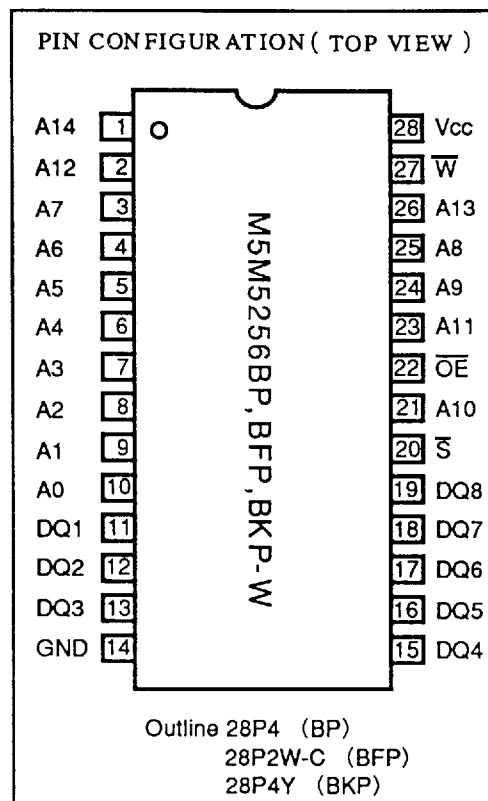 PIN CONFIGURATION ( TOP VIEW )
A14 1 28 Vcc
A12 2 27 W̅
A7 3 26 A13
A6 4 25 A8
A5 5 24 A9
A4 6 23 A11
A3 7 22 O̅E̅
A2 8 21 A10
A1 9 20 S̅
A0 10 19 DQ8
DQ1 11 18 DQ7
DQ2 12 17 DQ6
DQ3 13 16 DQ5
GND 14 15 DQ4
M5M5256BP,BFP,BKP-W
Outline 28P4 (BP)
28P2W-C (BFP)
28P4Y (BKP)